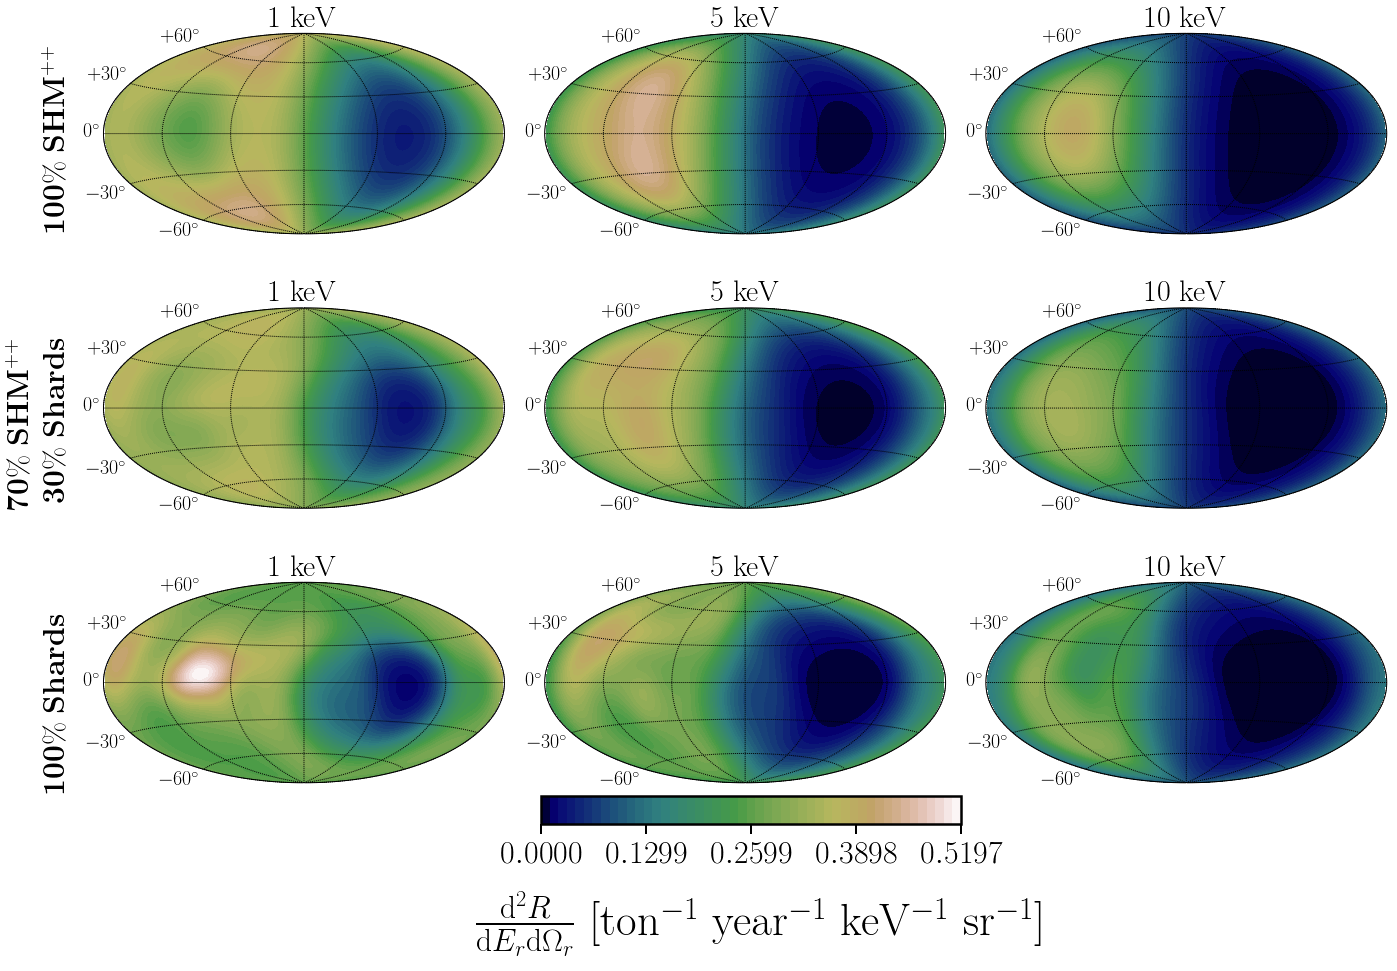 1 keV 5 keV 10 keV
+60° +60° +60°
+30° +30° +30°
0° 0° 0°
−30° −30° −30°
−60° −60° −60°
100% SHM⁺⁺
1 keV 5 keV 10 keV
+60° +60° +60°
+30° +30° +30°
0° 0° 0°
−30° −30° −30°
−60° −60° −60°
70% SHM⁺⁺
30% Shards
1 keV 5 keV 10 keV
+60° +60° +60°
+30° +30° +30°
0° 0° 0°
−30° −30° −30°
−60° −60° −60°
100% Shards
0.0000 0.1299 0.2599 0.3898 0.5197
d²R/dEᵣdΩᵣ [ton⁻¹ year⁻¹ keV⁻¹ sr⁻¹]